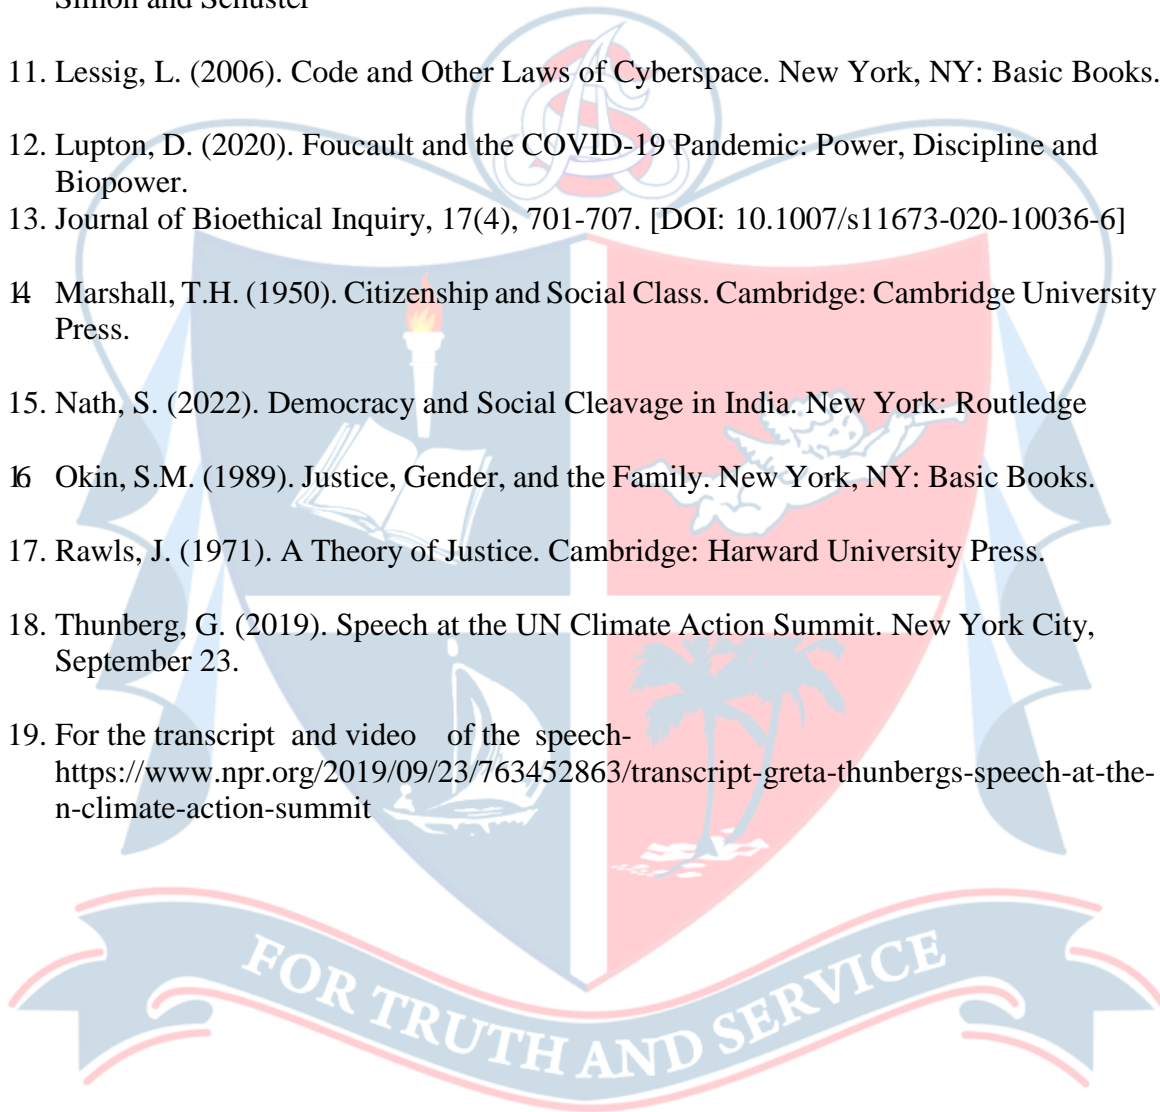 Simon and Schuster
11. Lessig, L. (2006). Code and Other Laws of Cyberspace. New York, NY: Basic Books.
12. Lupton, D. (2020). Foucault and the COVID-19 Pandemic: Power, Discipline and
Biopower.
13. Journal of Bioethical Inquiry, 17(4), 701-707. [DOI: 10.1007/s11673-020-10036-6]
14 Marshall, T.H. (1950). Citizenship and Social Class. Cambridge: Cambridge University
Press.
15. Nath, S. (2022). Democracy and Social Cleavage in India. New York: Routledge
16 Okin, S.M. (1989). Justice, Gender, and the Family. New York, NY: Basic Books.
17. Rawls, J. (1971). A Theory of Justice. Cambridge: Harward University Press.
18. Thunberg, G. (2019). Speech at the UN Climate Action Summit. New York City,
September 23.
19. For the transcript and video of the speech-
https://www.npr.org/2019/09/23/763452863/transcript-greta-thunbergs-speech-at-the-
n-climate-action-summit
FOR TRUTH AND SERVICE